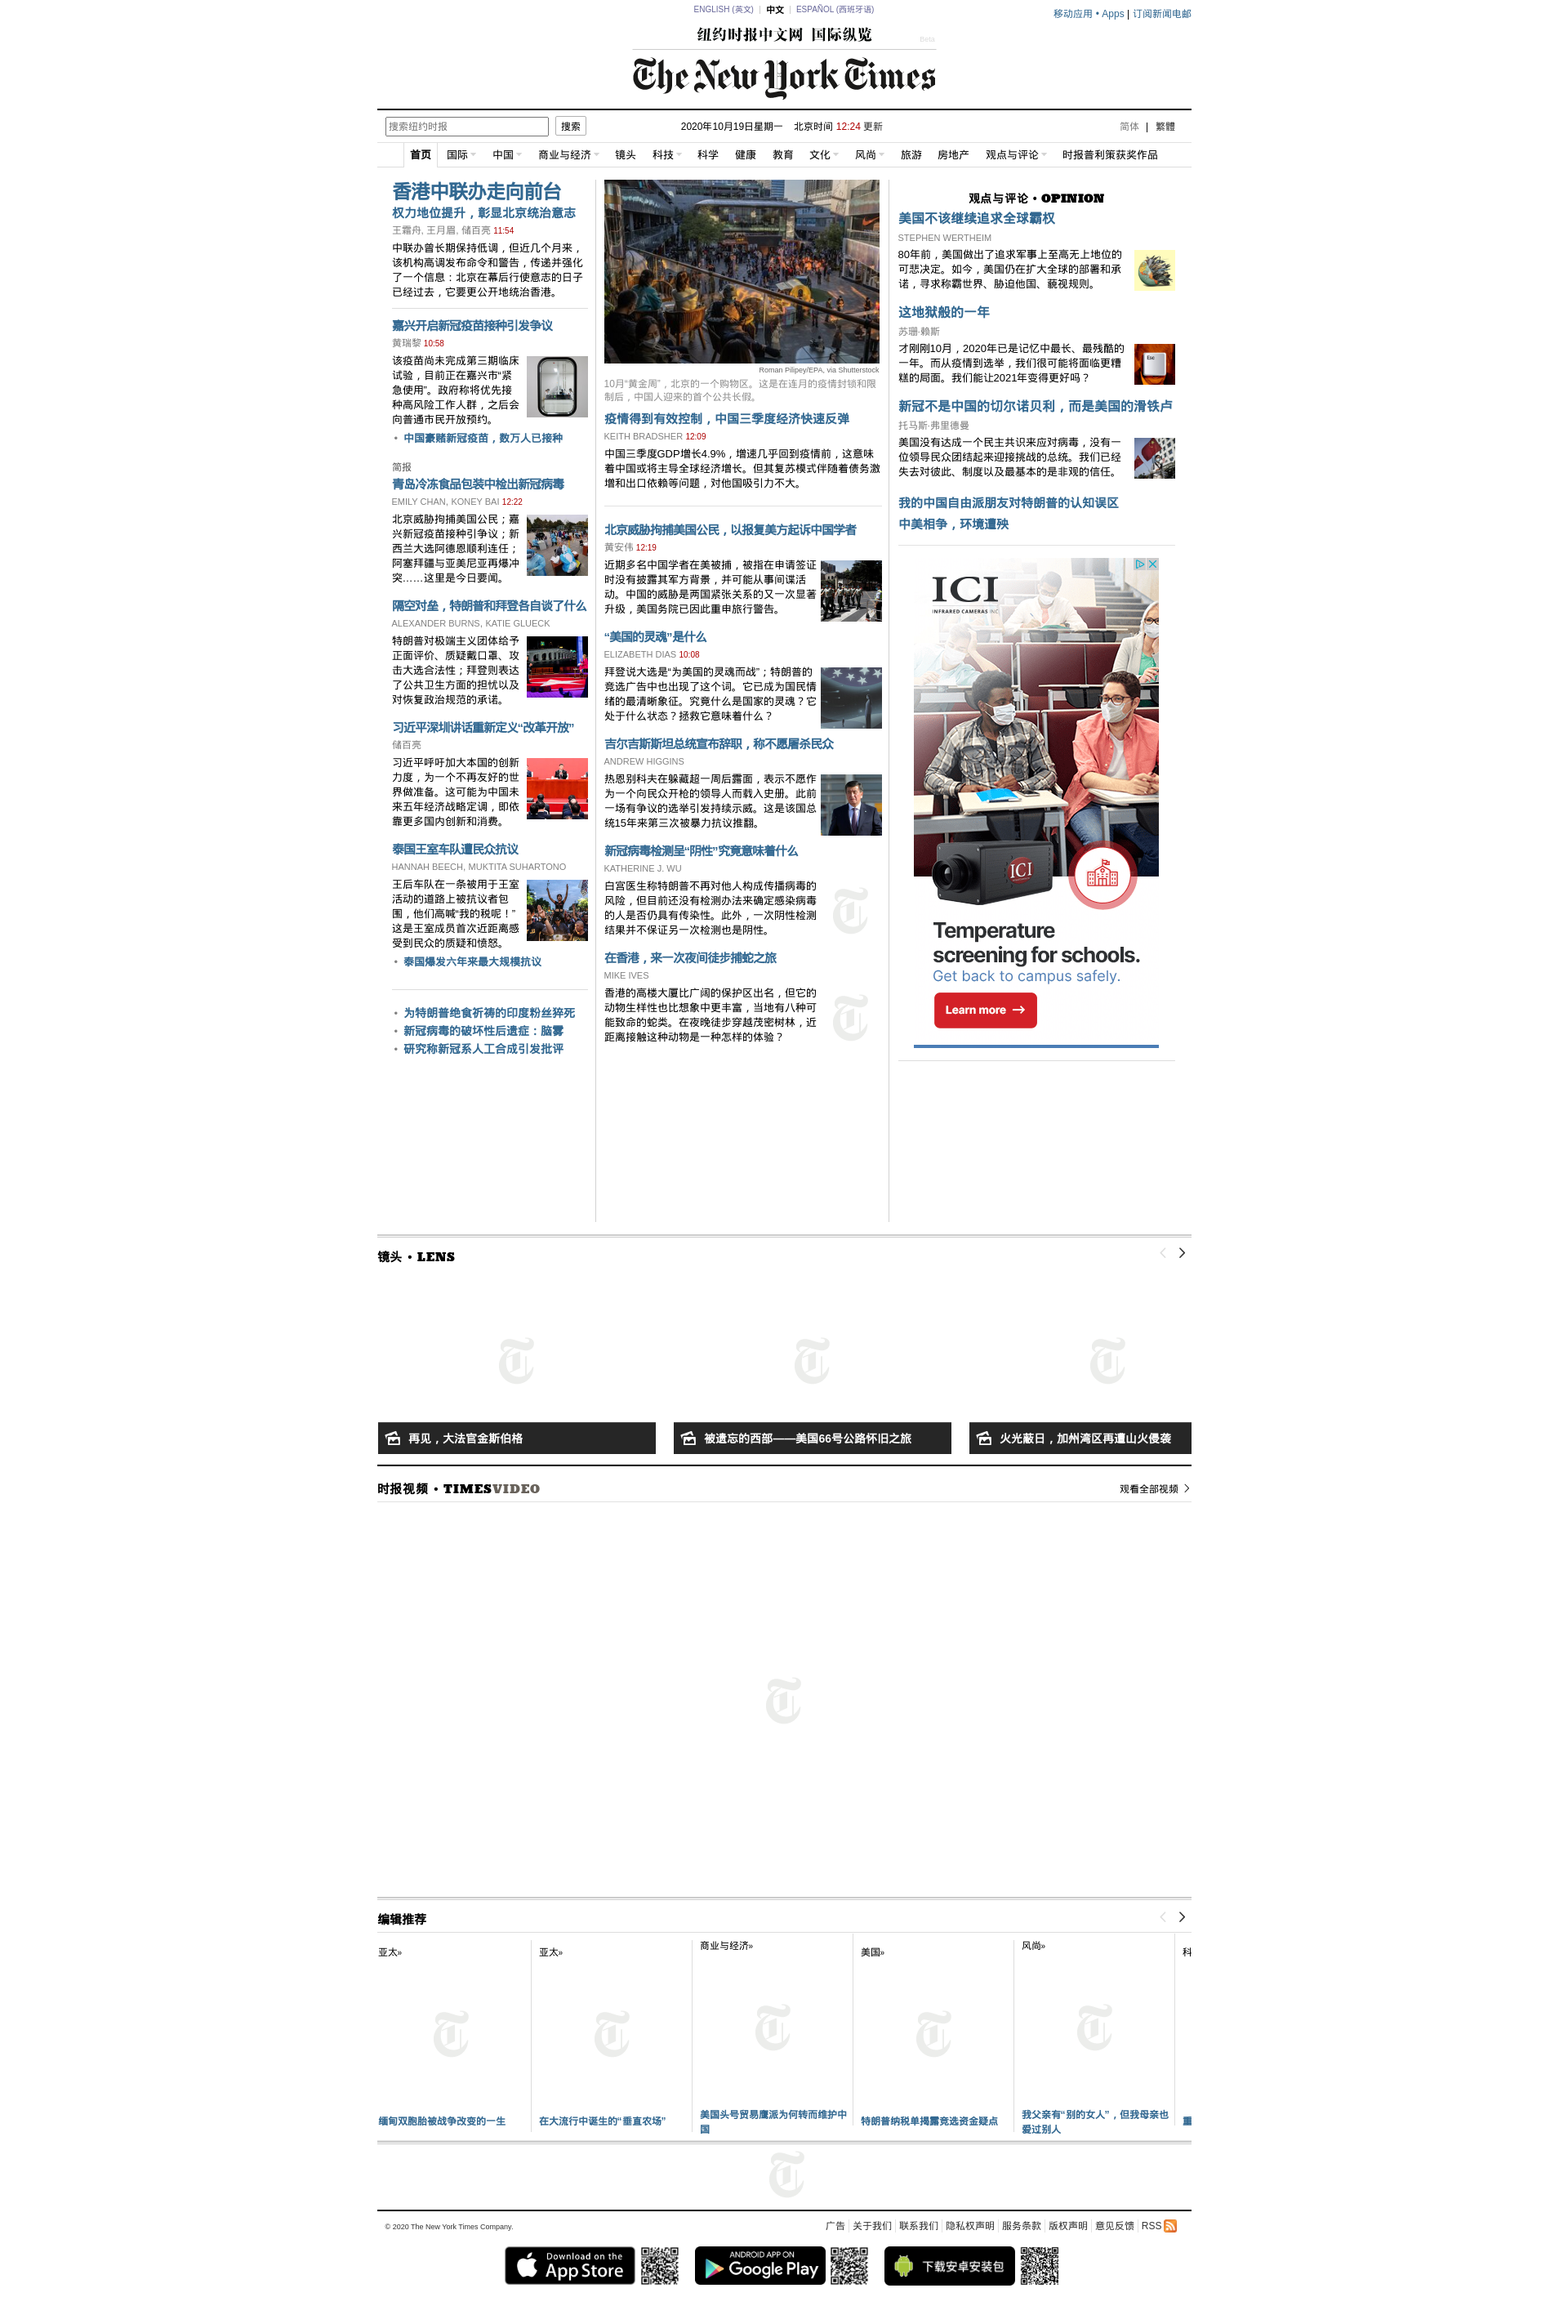 ENGLISH (英文) | 中文 | ESPAÑOL (西班牙语)
移动应用 • Apps | 订阅新闻电邮
纽约时报中文网 国际纵览
Beta
The New York Times
搜索纽约时报 搜索
2020年10月19日星期一 北京时间 12:24 更新
简体 | 繁體
首页 国际 中国 商业与经济 镜头 科技 科学 健康 教育 文化 风尚 旅游 房地产 观点与评论 时报普利策获奖作品
香港中联办走向前台
权力地位提升，彰显北京统治意志
王霜舟, 王月眉, 储百亮 11:54
中联办曾长期保持低调，但近几个月来，
该机构高调发布命令和警告，传递并强化
了一个信息：北京在幕后行使意志的日子
已经过去，它要更公开地统治香港。
嘉兴开启新冠疫苗接种引发争议
黄瑞黎 10:58
该疫苗尚未完成第三期临床
试验，目前正在嘉兴市“紧
急使用”。政府称将优先接
种高风险工作人群，之后会
向普通市民开放预约。
• 中国豪赌新冠疫苗，数万人已接种
简报
青岛冷冻食品包装中检出新冠病毒
EMILY CHAN, KONEY BAI 12:22
北京威胁拘捕美国公民；嘉
兴新冠疫苗接种引争议；新
西兰大选阿德恩顺利连任；
阿塞拜疆与亚美尼亚再爆冲
突……这里是今日要闻。
隔空对垒，特朗普和拜登各自谈了什么
ALEXANDER BURNS, KATIE GLUECK
特朗普对极端主义团体给予
正面评价、质疑戴口罩、攻
击大选合法性；拜登则表达
了公共卫生方面的担忧以及
对恢复政治规范的承诺。
习近平深圳讲话重新定义“改革开放”
储百亮
习近平呼吁加大本国的创新
力度，为一个不再友好的世
界做准备。这可能为中国未
来五年经济战略定调，即依
靠更多国内创新和消费。
泰国王室车队遭民众抗议
HANNAH BEECH, MUKTITA SUHARTONO
王后车队在一条被用于王室
活动的道路上被抗议者包
围，他们高喊“我的税呢！”
这是王室成员首次近距离感
受到民众的质疑和愤怒。
• 泰国爆发六年来最大规模抗议
• 为特朗普绝食祈祷的印度粉丝猝死
• 新冠病毒的破坏性后遗症：脑雾
• 研究称新冠系人工合成引发批评
Roman Pilipey/EPA, via Shutterstock
10月“黄金周”，北京的一个购物区。这是在连月的疫情封锁和限
制后，中国人迎来的首个公共长假。
疫情得到有效控制，中国三季度经济快速反弹
KEITH BRADSHER 12:09
中国三季度GDP增长4.9%，增速几乎回到疫情前，这意味
着中国或将主导全球经济增长。但其复苏模式伴随着债务激
增和出口依赖等问题，对他国吸引力不大。
北京威胁拘捕美国公民，以报复美方起诉中国学者
黄安伟 12:19
近期多名中国学者在美被捕，被指在申请签证
时没有披露其军方背景，并可能从事间谍活
动。中国的威胁是两国紧张关系的又一次显著
升级，美国务院已因此重申旅行警告。
“美国的灵魂”是什么
ELIZABETH DIAS 10:08
拜登说大选是“为美国的灵魂而战”；特朗普的
竞选广告中也出现了这个词。它已成为国民情
绪的最清晰象征。究竟什么是国家的灵魂？它
处于什么状态？拯救它意味着什么？
吉尔吉斯斯坦总统宣布辞职，称不愿屠杀民众
ANDREW HIGGINS
热恩别科夫在躲藏超一周后露面，表示不愿作
为一个向民众开枪的领导人而载入史册。此前
一场有争议的选举引发持续示威。这是该国总
统15年来第三次被暴力抗议推翻。
新冠病毒检测呈“阴性”究竟意味着什么
KATHERINE J. WU
白宫医生称特朗普不再对他人构成传播病毒的
风险，但目前还没有检测办法来确定感染病毒
的人是否仍具有传染性。此外，一次阴性检测
结果并不保证另一次检测也是阴性。
在香港，来一次夜间徒步捕蛇之旅
MIKE IVES
香港的高楼大厦比广阔的保护区出名，但它的
动物生样性也比想象中更丰富，当地有八种可
能致命的蛇类。在夜晚徒步穿越茂密树林，近
距离接触这种动物是一种怎样的体验？
观点与评论 • OPINION
美国不该继续追求全球霸权
STEPHEN WERTHEIM
80年前，美国做出了追求军事上至高无上地位的
可悲决定。如今，美国仍在扩大全球的部署和承
诺，寻求称霸世界、胁迫他国、藐视规则。
这地狱般的一年
苏珊·赖斯
才刚刚10月，2020年已是记忆中最长、最残酷的
一年。而从疫情到选举，我们很可能将面临更糟
糕的局面。我们能让2021年变得更好吗？
Esc
新冠不是中国的切尔诺贝利，而是美国的滑铁卢
托马斯·弗里德曼
美国没有达成一个民主共识来应对病毒，没有一
位领导民众团结起来迎接挑战的总统。我们已经
失去对彼此、制度以及最基本的是非观的信任。
我的中国自由派朋友对特朗普的认知误区
中美相争，环境遭殃
ICI
INFRARED CAMERAS INC
ICI
Temperature
screening for schools.
Get back to campus safely.
Learn more →
镜头 • LENS
再见，大法官金斯伯格
被遗忘的西部——美国66号公路怀旧之旅
火光蔽日，加州湾区再遭山火侵袭
时报视频 • TIMESVIDEO
观看全部视频
编辑推荐
亚太»
缅甸双胞胎被战争改变的一生
亚太»
在大流行中诞生的“垂直农场”
商业与经济»
美国头号贸易鹰派为何转而维护中
国
美国»
特朗普纳税单揭露竞选资金疑点
风尚»
我父亲有“别的女人”，但我母亲也
爱过别人
科
重
© 2020 The New York Times Company.
广告 | 关于我们 | 联系我们 | 隐私权声明 | 服务条款 | 版权声明 | 意见反馈 | RSS
Download on the
App Store
ANDROID APP ON
Google Play
下载安卓安装包